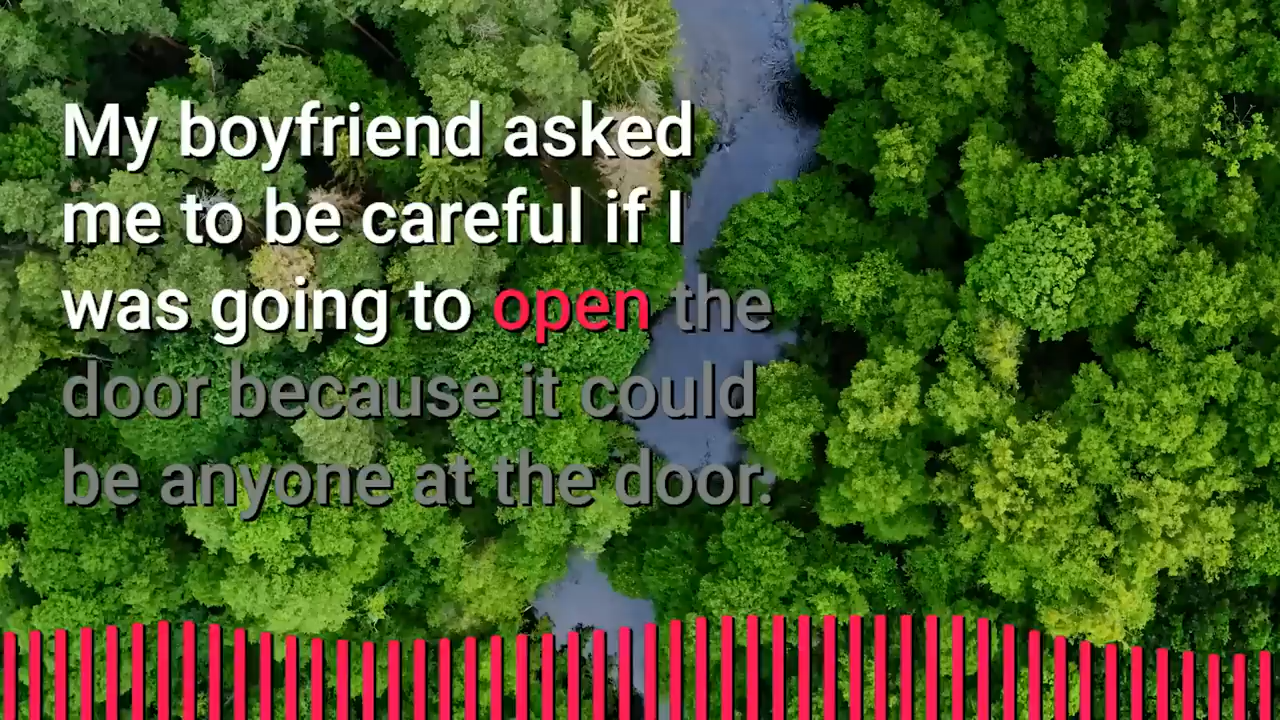 My boyfriend asked
me to be careful if I
was going to open the
door because it could
be anyone at the door.